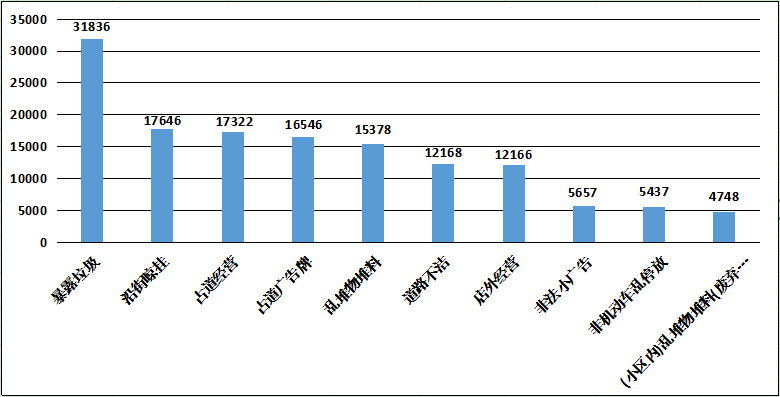 35000
30000
25000
20000
15000
10000
5000
0
31836
17646
17322
16546
15378
12168
12166
5657
5437
4748
暴露垃圾
沿街晾挂
占道经营
占道广告牌
乱堆物堆料
道路不洁
店外经营
非法小广告
非机动车乱停放
(小区内)乱堆物堆料(废弃…